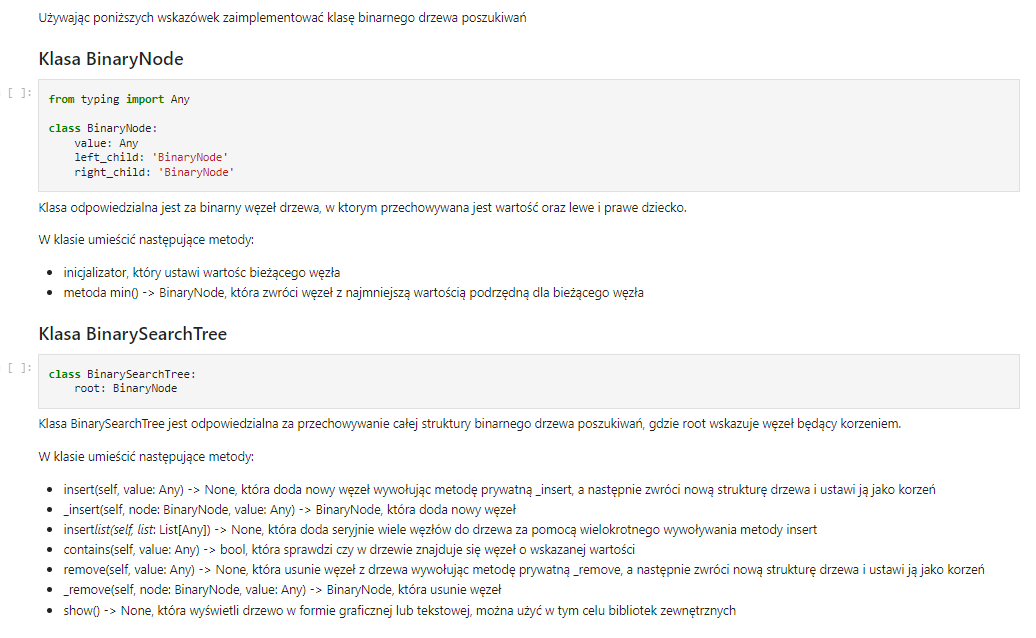 Używając poniższych wskazówek zaimplementować klasę binarnego drzewa poszukiwań
Klasa BinaryNode
[ ]:
from typing import Any
class BinaryNode:
value: Any
left_child: 'BinaryNode'
right_child: 'BinaryNode'
Klasa odpowiedzialna jest za binarny węzeł drzewa, w ktorym przechowywana jest wartość oraz lewe i prawe dziecko.
W klasie umieścić następujące metody:
• inicjalizator, który ustawi wartośc bieżącego węzła
• metoda min() -> BinaryNode, która zwróci węzeł z najmniejszą wartością podrzędną dla bieżącego węzła
Klasa BinarySearchTree
[ ]:
class BinarySearchTree:
root: BinaryNode
Klasa BinarySearchTree jest odpowiedzialna za przechowywanie całej struktury binarnego drzewa poszukiwań, gdzie root wskazuje węzeł będący korzeniem.
W klasie umieścić następujące metody:
• insert(self, value: Any) -> None, która doda nowy węzeł wywołując metodę prywatną _insert, a następnie zwróci nową strukturę drzewa i ustawi ją jako korzeń
• _insert(self, node: BinaryNode, value: Any) -> BinaryNode, która doda nowy węzeł
• insertlist(self, list: List[Any]) -> None, która doda seryjnie wiele węzłów do drzewa za pomocą wielokrotnego wywoływania metody insert
• contains(self, value: Any) -> bool, która sprawdzi czy w drzewie znajduje się węzeł o wskazanej wartości
• remove(self, value: Any) -> None, która usunie węzeł z drzewa wywołując metodę prywatną _remove, a następnie zwróci nową strukturę drzewa i ustawi ją jako korzeń
• _remove(self, node: BinaryNode, value: Any) -> BinaryNode, która usunie węzeł
• show() -> None, która wyświetli drzewo w formie graficznej lub tekstowej, można użyć w tym celu bibliotek zewnętrznych